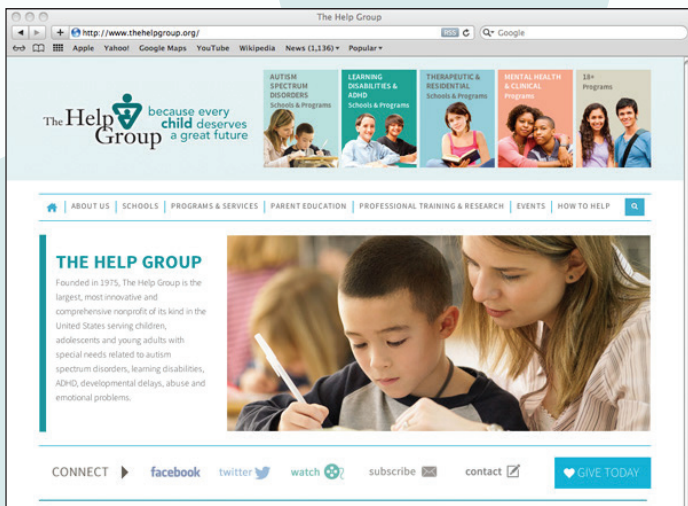 The Help Group
http://www.thehelpgroup.org/
RSS
Google
Apple Yahoo! Google Maps YouTube Wikipedia News (1,136) Popular
The Help Group
because every
child deserves
a great future
AUTISM
SPECTRUM
DISORDERS
Schools & Programs
LEARNING
DISABILITIES &
ADHD
Schools & Programs
THERAPEUTIC &
RESIDENTIAL
Schools & Programs
MENTAL HEALTH
& CLINICAL
Programs
18+
Programs
ABOUT US SCHOOLS PROGRAMS & SERVICES PARENT EDUCATION PROFESSIONAL TRAINING & RESEARCH EVENTS HOW TO HELP
THE HELP GROUP
Founded in 1975, The Help Group is the
largest, most innovative and
comprehensive nonprofit of its kind in the
United States serving children,
adolescents and young adults with
special needs related to autism
spectrum disorders, learning disabilities,
ADHD, developmental delays, abuse and
emotional problems.
CONNECT facebook twitter watch subscribe contact GIVE TODAY